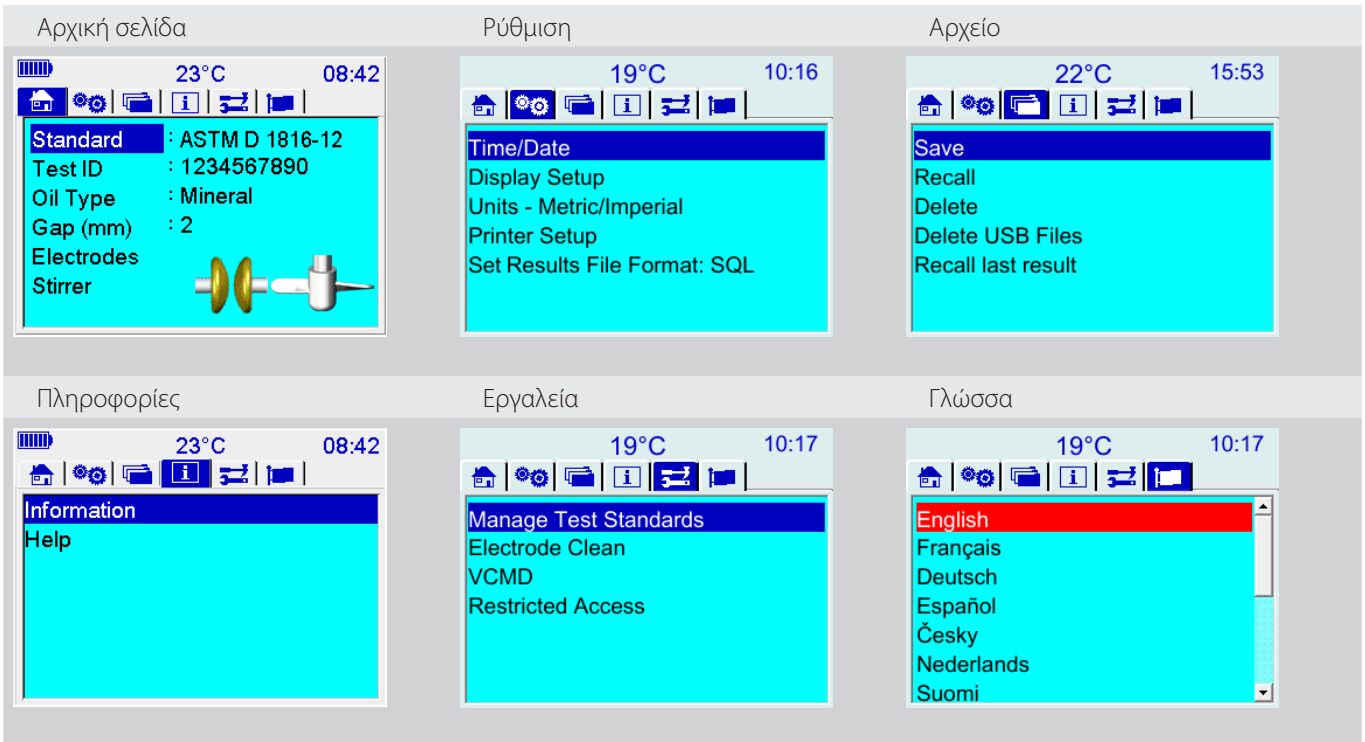 Αρχική σελίδα
23°C 08:42
Standard : ASTM D 1816-12
Test ID : 1234567890
Oil Type : Mineral
Gap (mm) : 2
Electrodes
Stirrer
Ρύθμιση
19°C 10:16
Time/Date
Display Setup
Units - Metric/Imperial
Printer Setup
Set Results File Format: SQL
Αρχείο
22°C 15:53
Save
Recall
Delete
Delete USB Files
Recall last result
Πληροφορίες
23°C 08:42
Information
Help
Εργαλεία
19°C 10:17
Manage Test Standards
Electrode Clean
VCMD
Restricted Access
Γλώσσα
19°C 10:17
English
Français
Deutsch
Español
Česky
Nederlands
Suomi